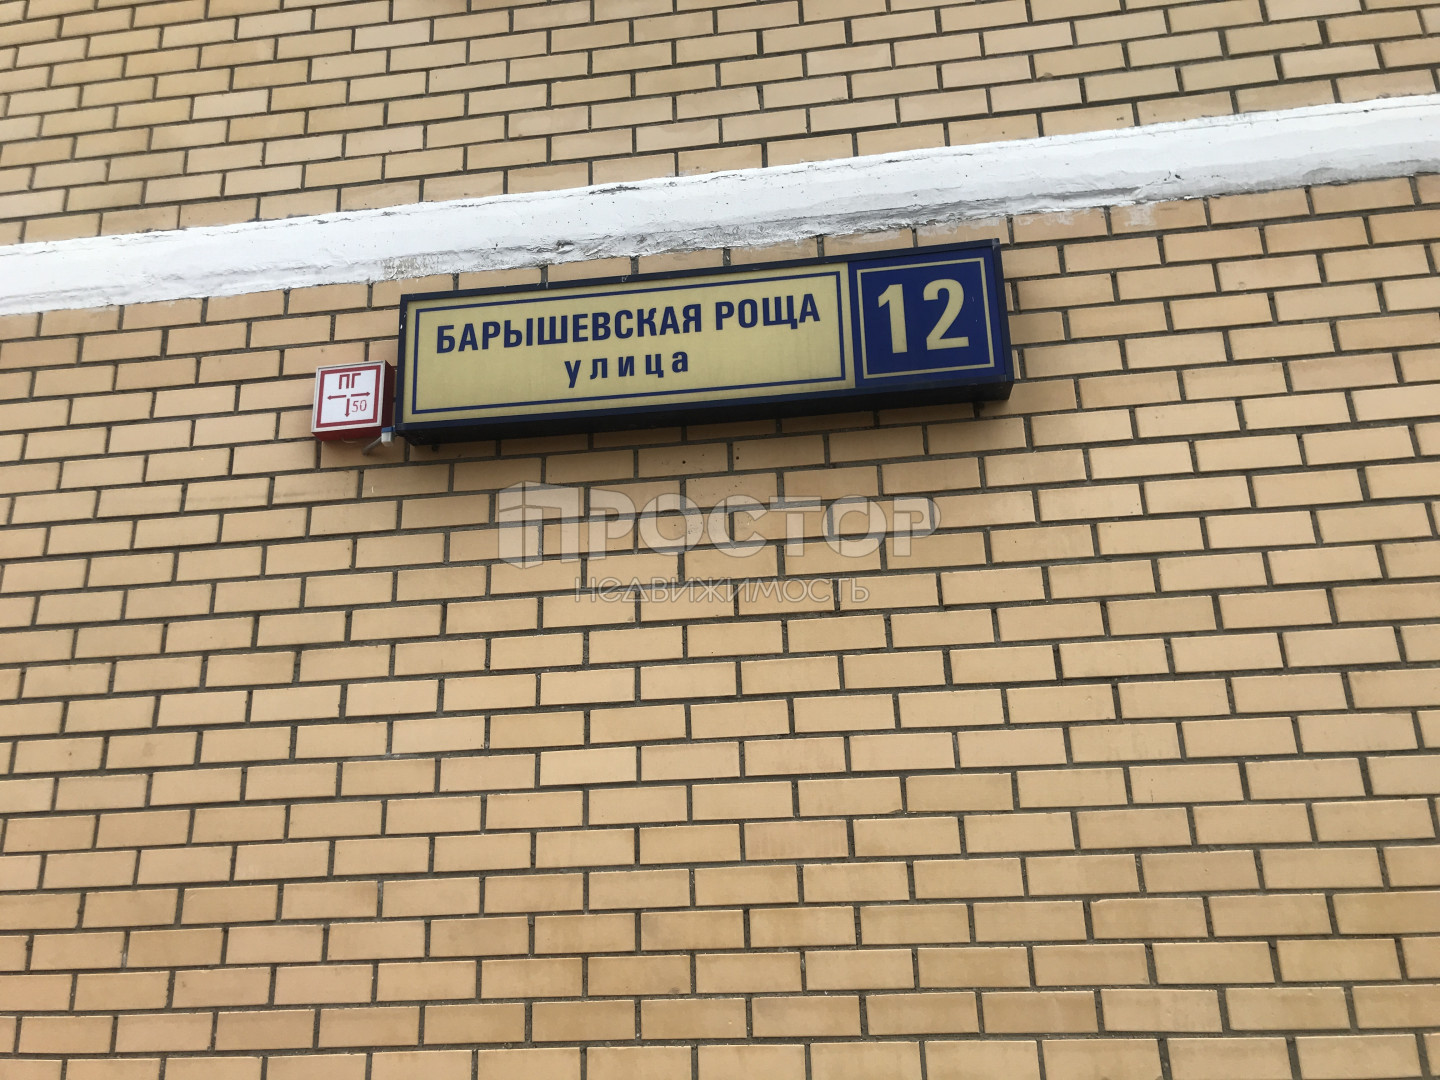 БАРЫШЕВСКАЯ РОЩА
улица
12
ПГ
50
ПРОСТОР
недвижимость